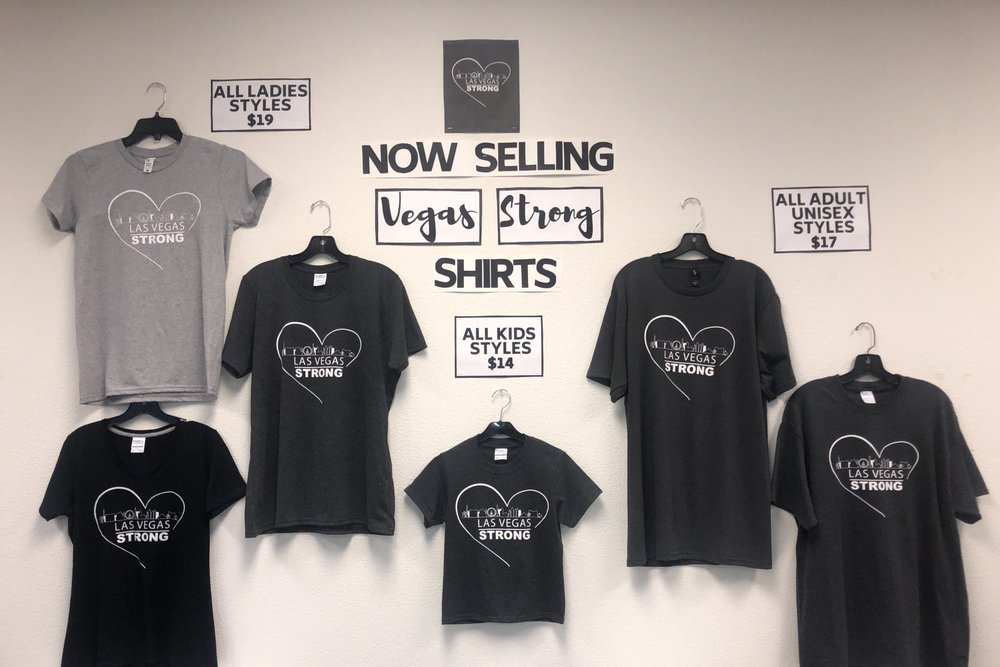 LAS VEGAS
STRONG
ALL LADIES
STYLES
$19
NOW SELLING
Vegas Strong
SHIRTS
ALL ADULT
UNISEX
STYLES
$17
ALL KIDS
STYLES
$14
LAS VEGAS
STRONG
LAS VEGAS
STRONG
LAS VEGAS
STRONG
LAS VEGAS
STRONG
LAS VEGAS
STRONG
LAS VEGAS
STRONG